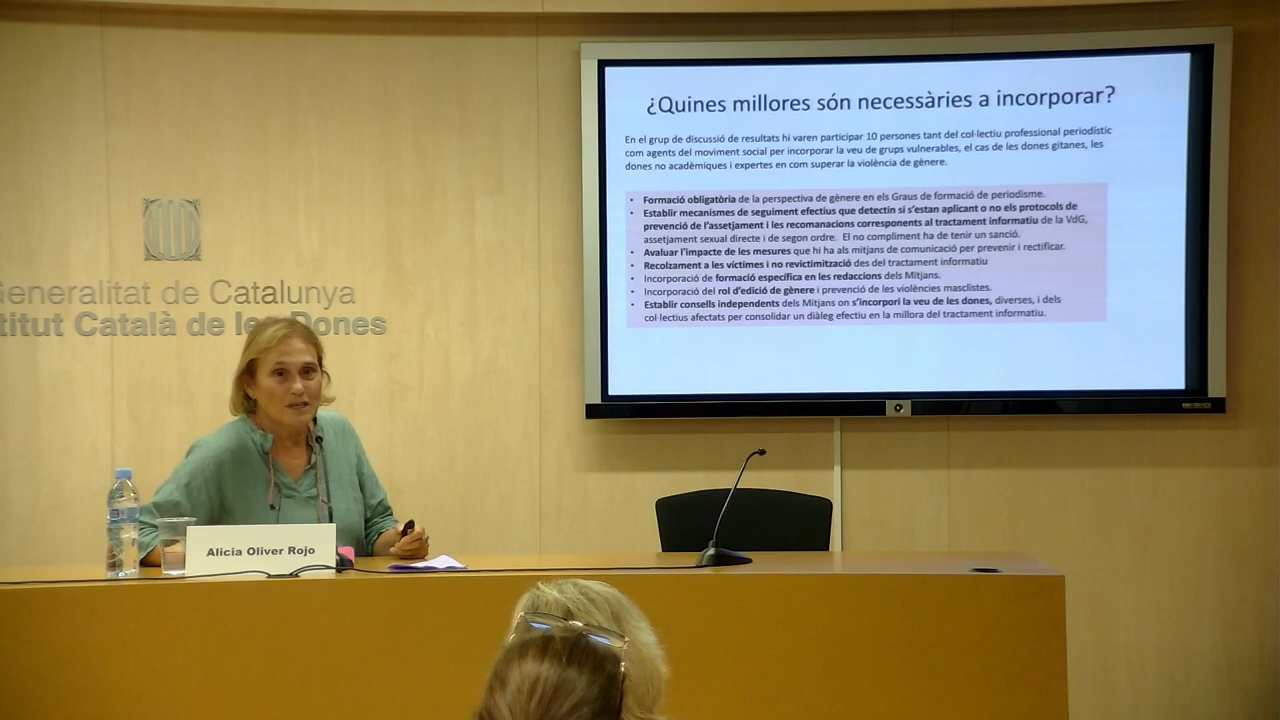 ¿Quines millores són necessàries a incorporar?
En el grup de discussió de resultats hi varen participar 10 persones tant del col·lectiu professional periodístic
com agents del moviment social per incorporar la veu de grups vulnerables, el cas de les dones gitanes, les
dones no acadèmiques i expertes en com superar la violència de gènere.
• Formació obligatòria de la perspectiva de gènere en els Graus de formació de periodisme.
• Establir mecanismes de seguiment efectius que detectin si s'estan aplicant o no els protocols de
prevenció de l'assetjament i les recomanacions corresponents al tractament informatiu de la VdG,
assetjament sexual directe i de segon ordre. El no compliment ha de tenir un sanció.
• Avaluar l'impacte de les mesures que hi ha als mitjans de comunicació per prevenir i rectificar.
• Recolzament a les víctimes i no revictimització des del tractament informatiu
• Incorporació de formació específica en les redaccions dels Mitjans.
• Incorporació del rol d'edició de gènere i prevenció de les violències masclistes.
• Establir consells independents dels Mitjans on s'incorpori la veu de les dones, diverses, i dels
col·lectius afectats per consolidar un diàleg efectiu en la millora del tractament informatiu.
Generalitat de Catalunya
titut Català de les Dones
Alicia Oliver Rojo